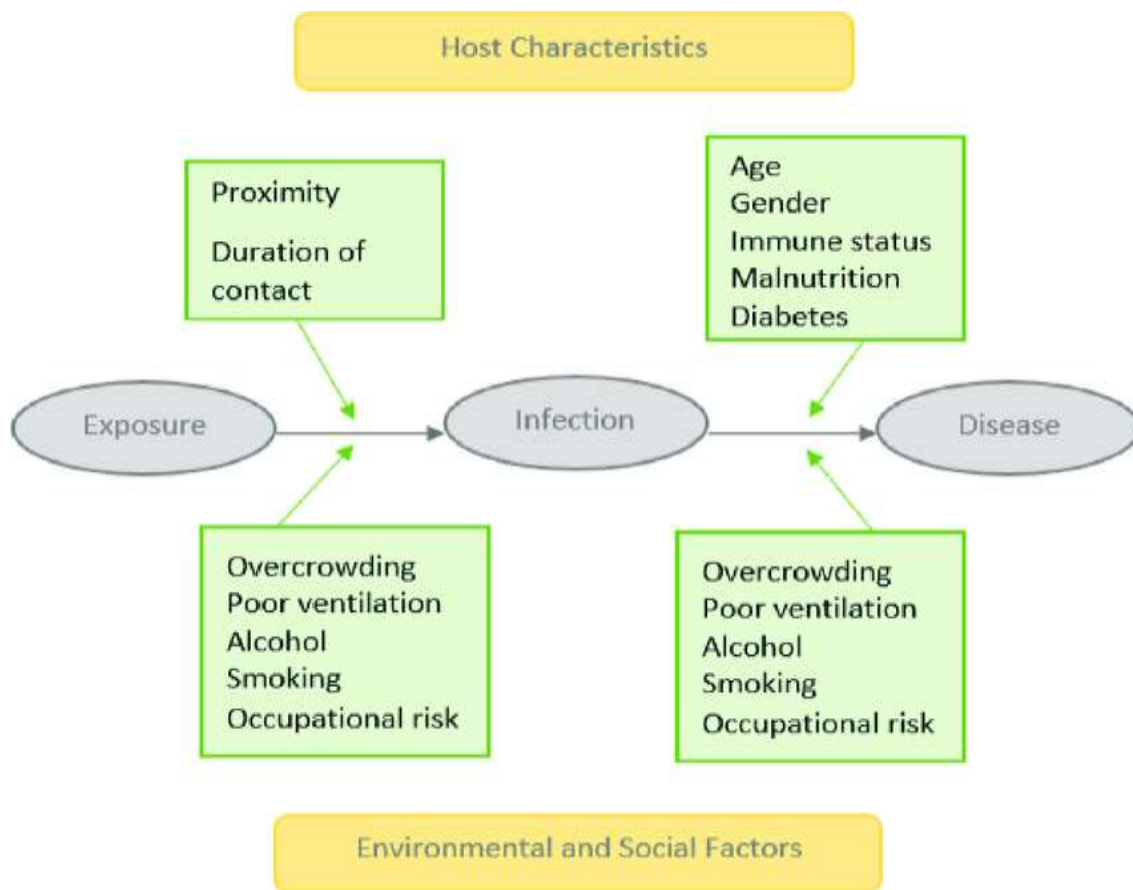 Host Characteristics
Proximity
Duration of
contact
Age
Gender
Immune status
Malnutrition
Diabetes
Exposure
Infection
Disease
Overcrowding
Poor ventilation
Alcohol
Smoking
Occupational risk
Overcrowding
Poor ventilation
Alcohol
Smoking
Occupational risk
Environmental and Social Factors